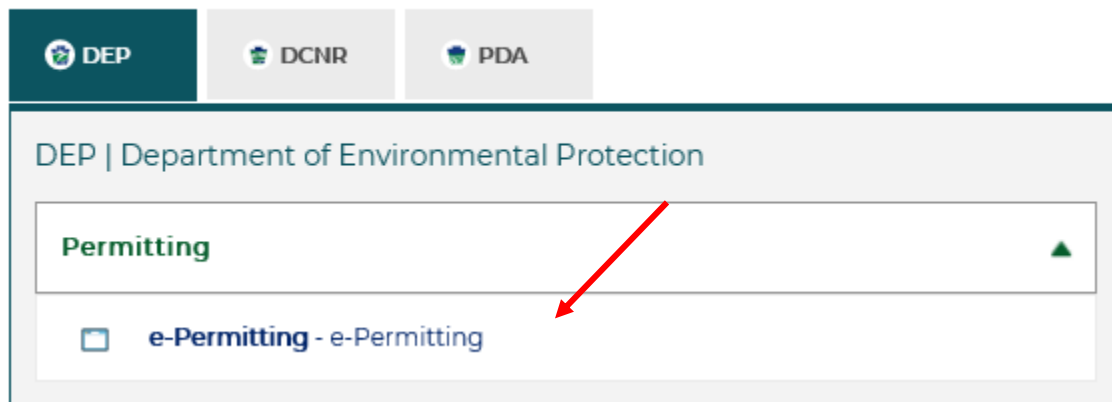 DEP DCNR PDA
DEP | Department of Environmental Protection
Permitting
e-Permitting - e-Permitting